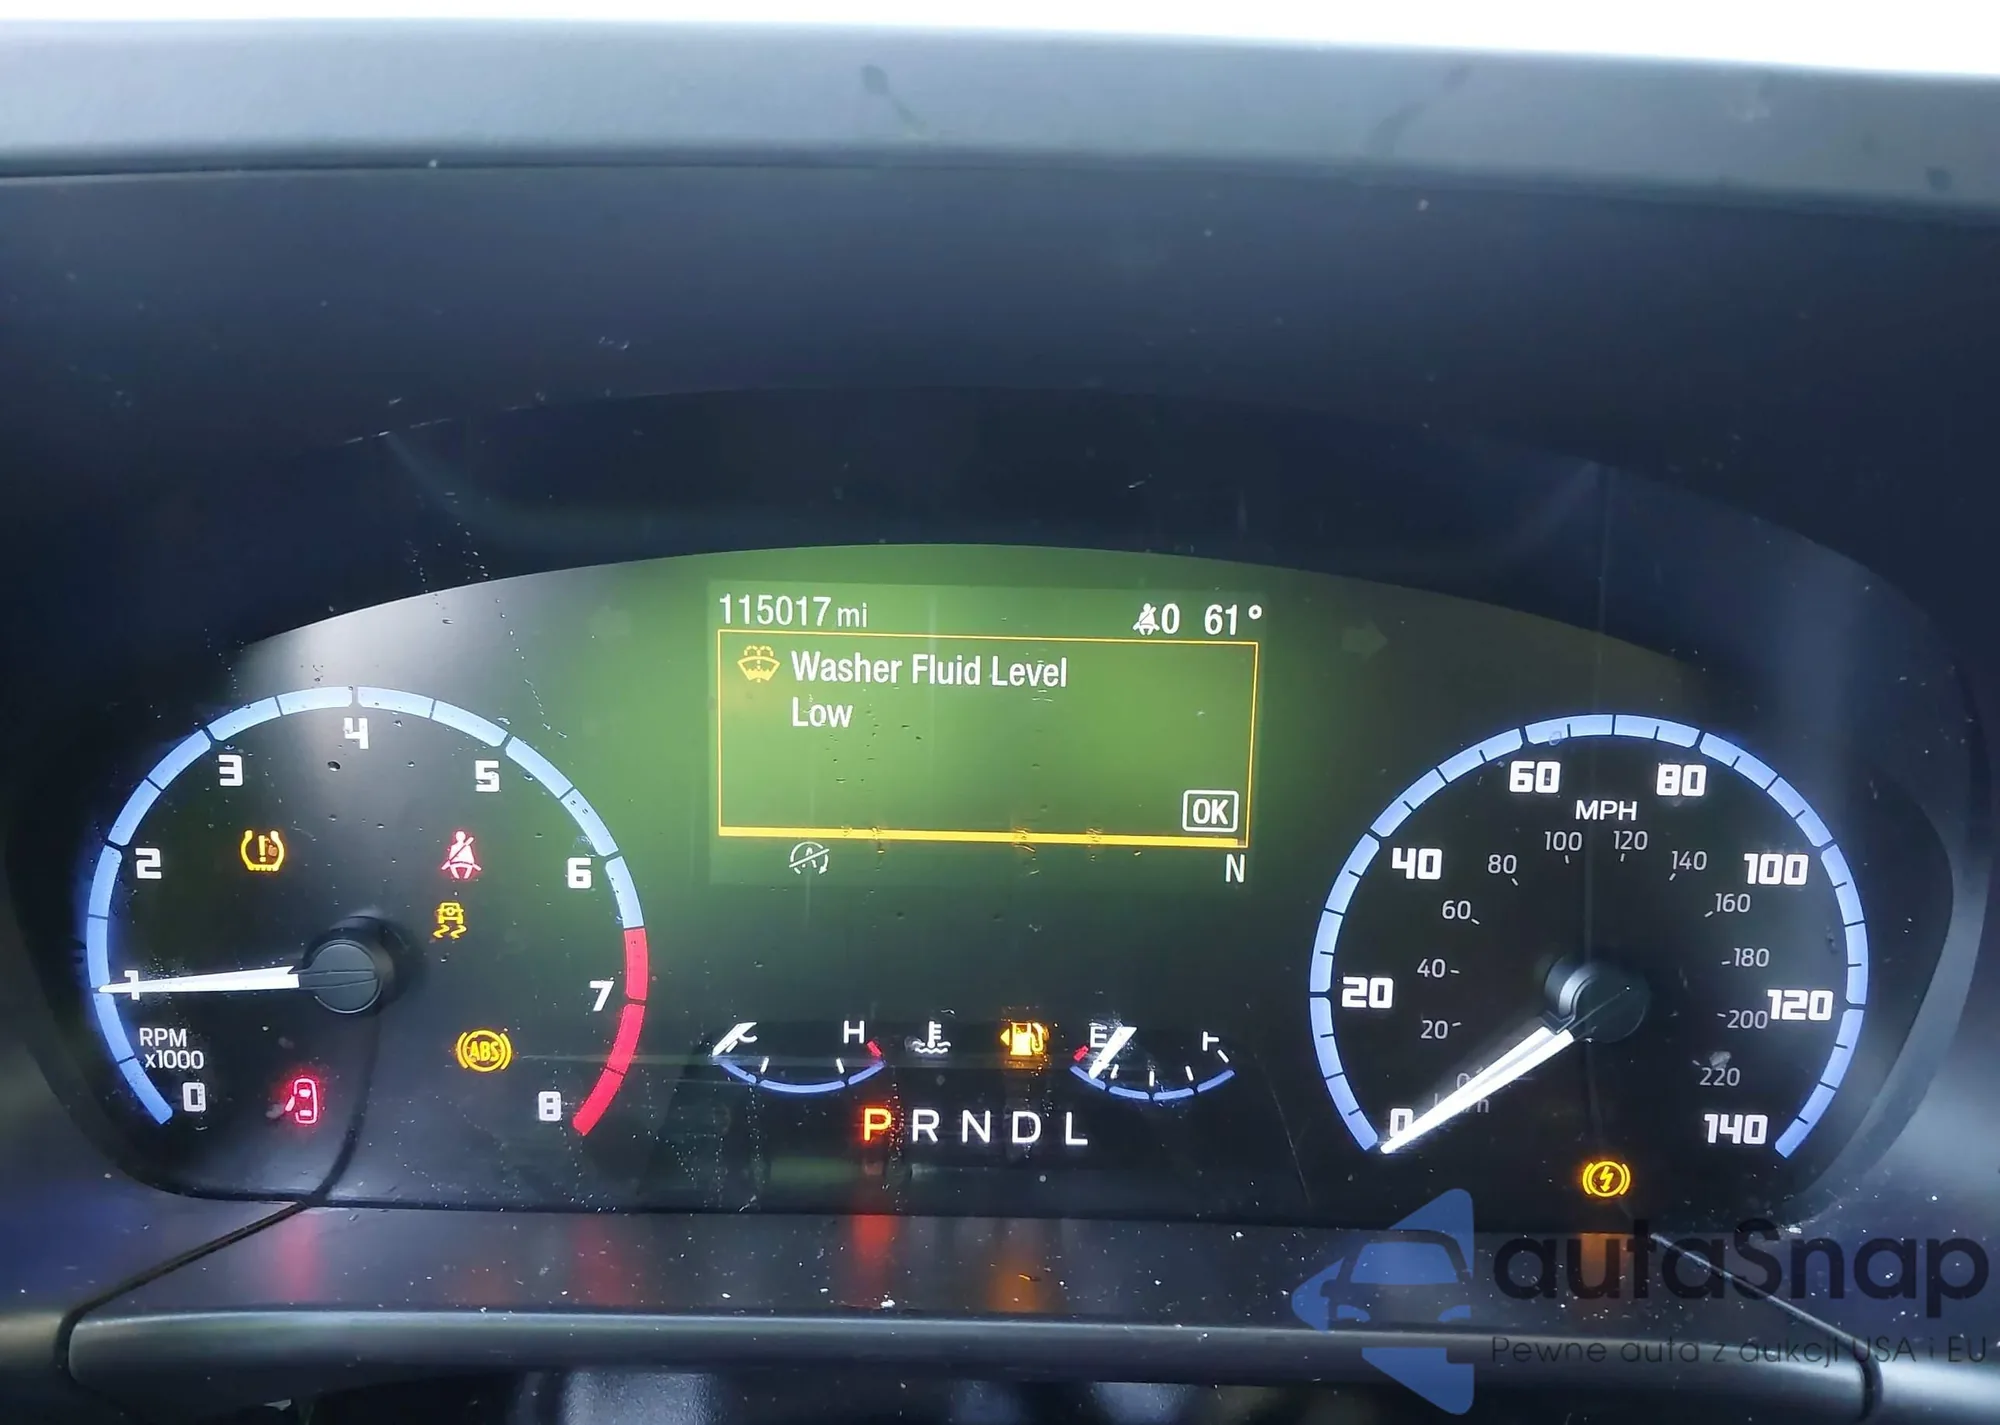 115017 mi
0 61°
Washer Fluid Level
Low
OK
N
0
1
2
3
4
5
6
7
8
RPM
x1000
ABS
H
E
P R N D L
0
20
40
60
80
100
120
140
MPH
20
40
60
80
100
120
140
160
180
200
220
autaSnap
Pewne auta z aukcji USA i EU